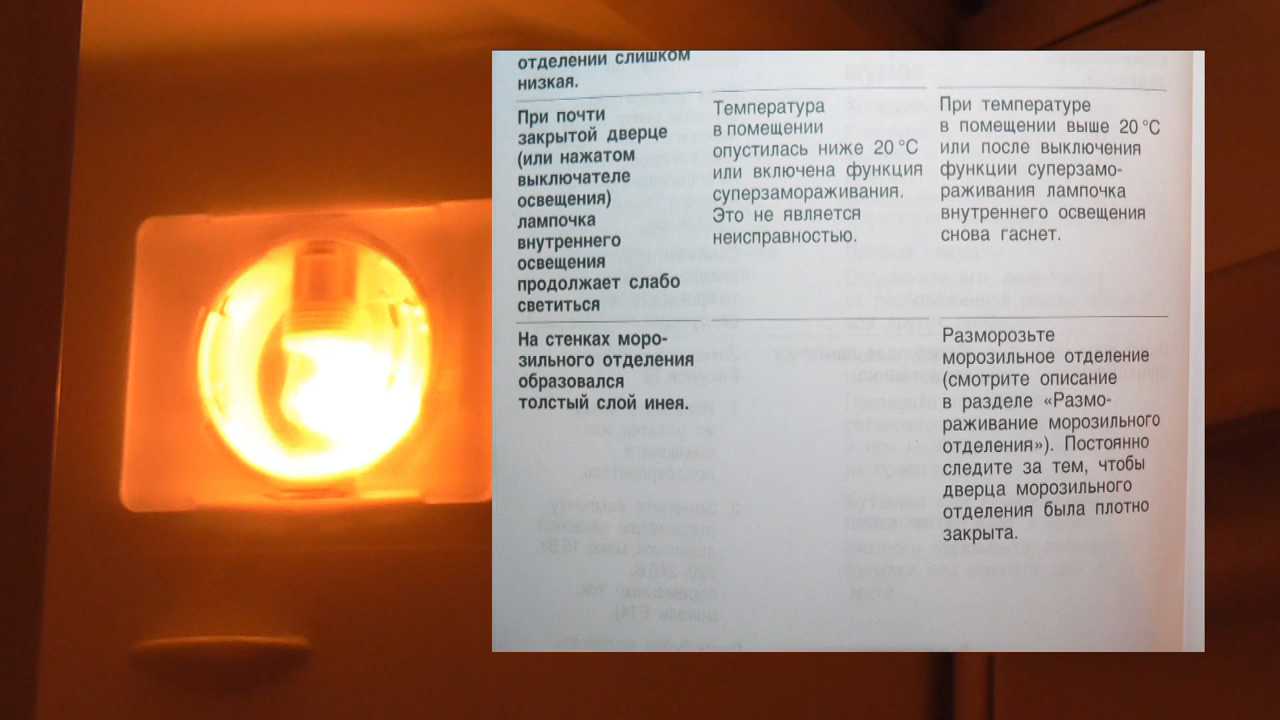 отделении слишком
низкая.
При почти
закрытой дверце
(или нажатом
выключателе
освещения)
лампочка
внутреннего
освещения
продолжает слабо
светиться
Температура
в помещении
опустилась ниже 20 °C
или включена функция
суперзамораживания.
Это не является
неисправностью.
При температуре
в помещении выше 20 °C
или после выключения
функции суперзамо-
раживания лампочка
внутреннего освещения
снова гаснет.
На стенках моро-
зильного отделения
образовался
толстый слой инея.
Разморозьте
морозильное отделение
(смотрите описание
в разделе «Размо-
раживание морозильного
отделения»). Постоянно
следите за тем, чтобы
дверца морозильного
отделения была плотно
закрыта.